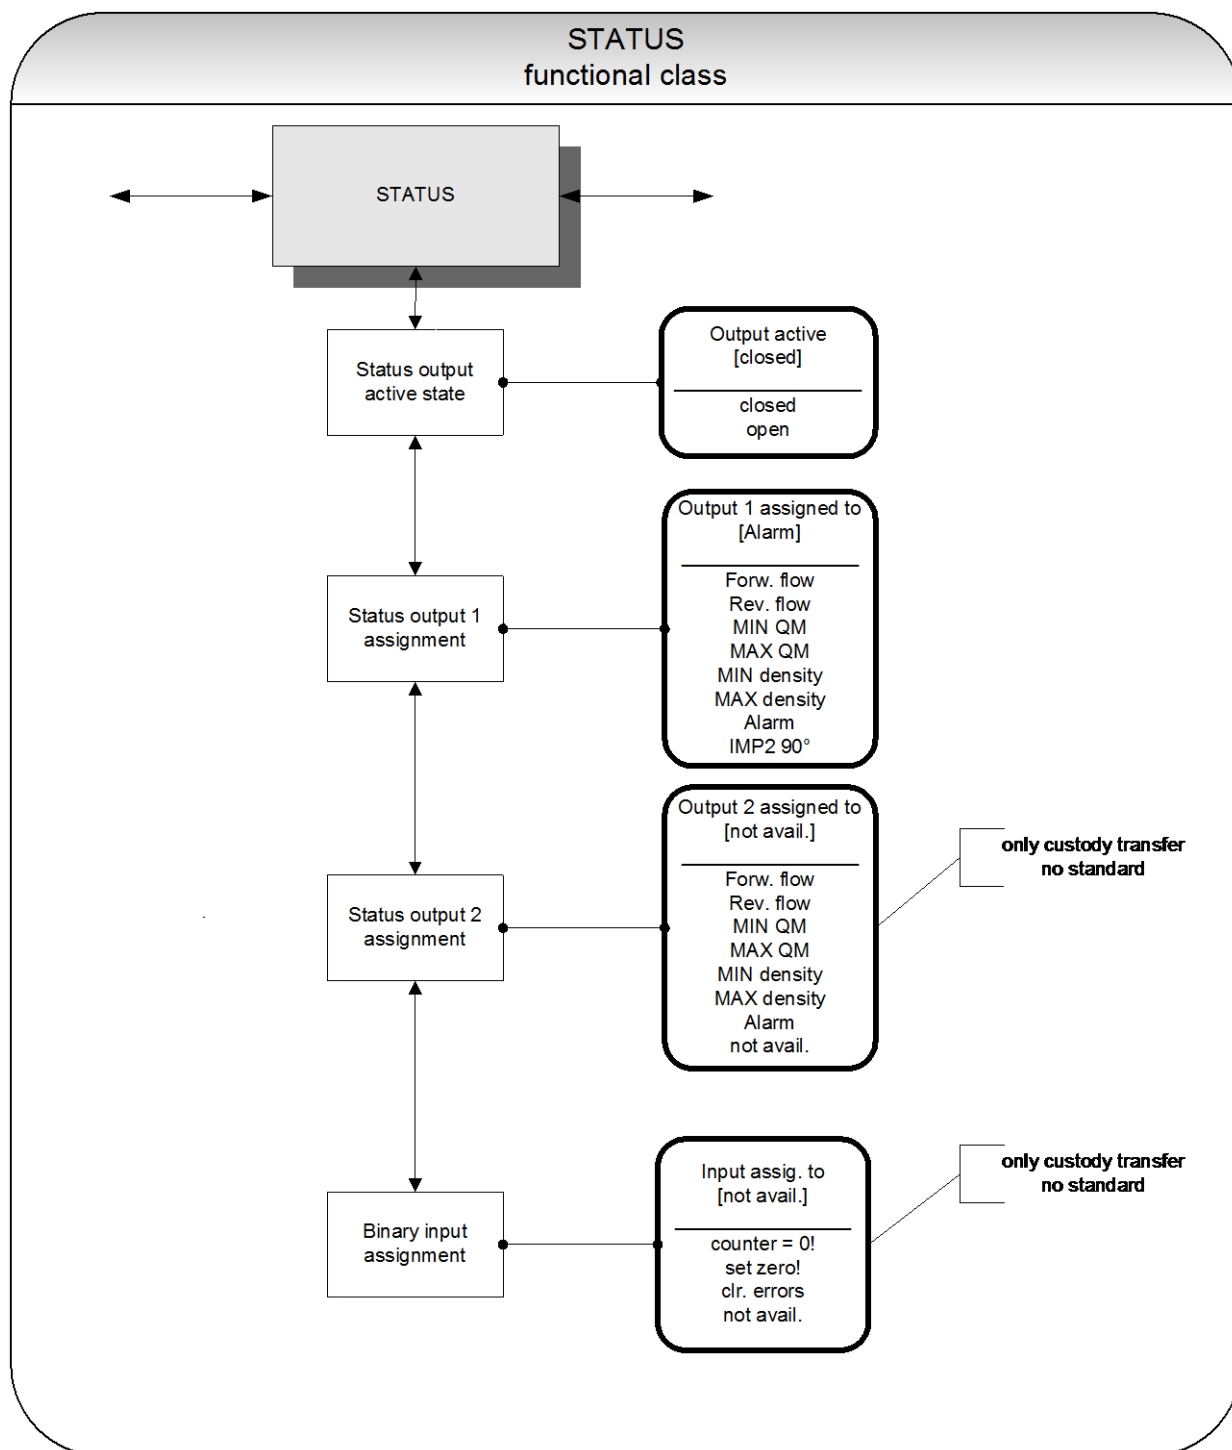 STATUS
functional class
STATUS
Status output
active state
Output active
[closed]
closed
open
Status output 1
assignment
Output 1 assigned to
[Alarm]
Forw. flow
Rev. flow
MIN QM
MAX QM
MIN density
MAX density
Alarm
IMP2 90°
Status output 2
assignment
Output 2 assigned to
[not avail.]
Forw. flow
Rev. flow
MIN QM
MAX QM
MIN density
MAX density
Alarm
not avail.
only custody transfer
no standard
Binary input
assignment
Input assig. to
[not avail.]
counter = 0!
set zero!
clr. errors
not avail.
only custody transfer
no standard